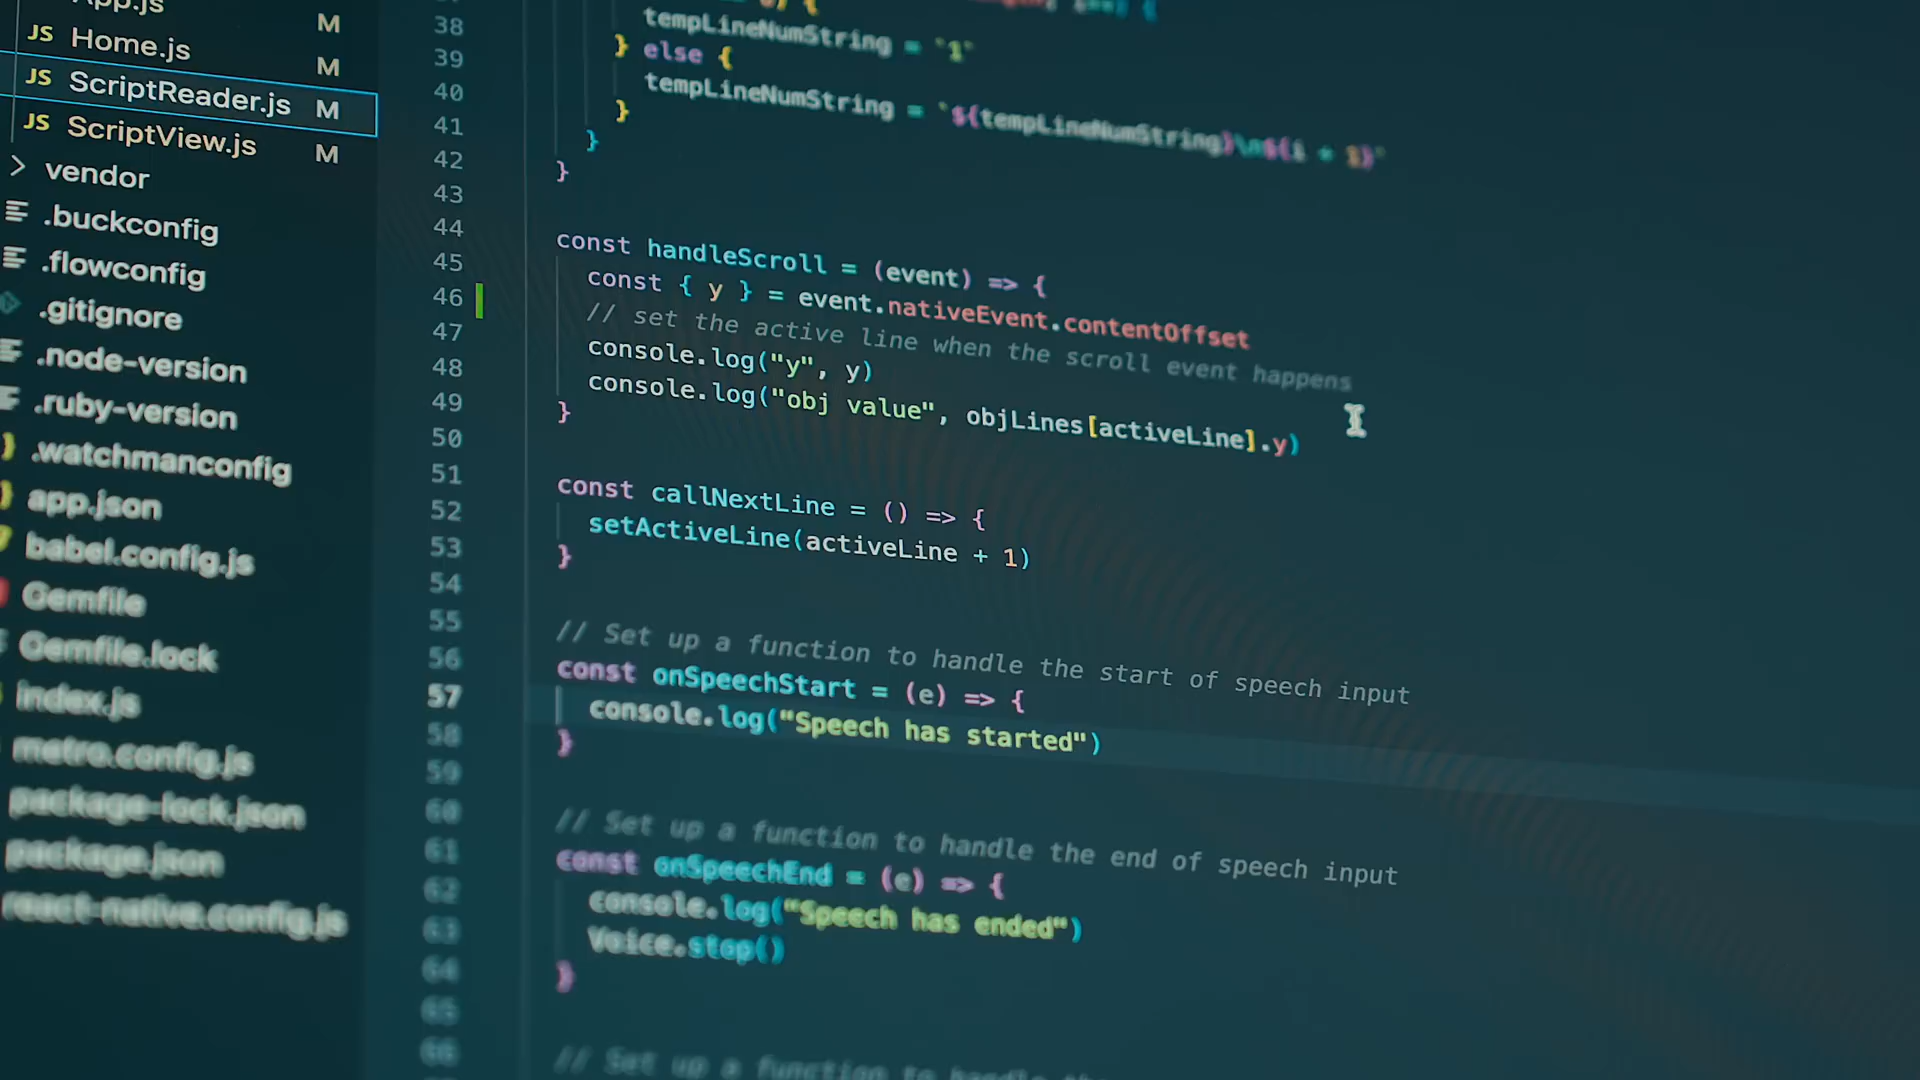 App.js M
JS Home.js M
JS ScriptReader.js M
JS ScriptView.js M
vendor
.buckconfig
.flowconfig
.gitignore
.node-version
.ruby-version
.watchmanconfig
app.json
babel.config.js
Gemfile
Gemfile.lock
index.js
metro.config.js
package-lock.json
package.json
react-native.config.js
38
39
40
41
42
43
44
45
46
47
48
49
50
51
52
53
54
55
56
57
58
59
60
61
62
63
64
65
66
tempLineNumString = `1`
} else {
tempLineNumString = `${tempLineNumString}\n${i + 1}`
}
}
}
const handleScroll = (event) => {
const { y } = event.nativeEvent.contentOffset
// set the active line when the scroll event happens
console.log("y", y)
console.log("obj value", objLines[activeLine].y)
}
const callNextLine = () => {
setActiveLine(activeLine + 1)
}
// Set up a function to handle the start of speech input
const onSpeechStart = (e) => {
console.log("Speech has started")
}
// Set up a function to handle the end of speech input
const onSpeechEnd = (e) => {
console.log("Speech has ended")
Voice.stop()
}
// Set up a function to handle